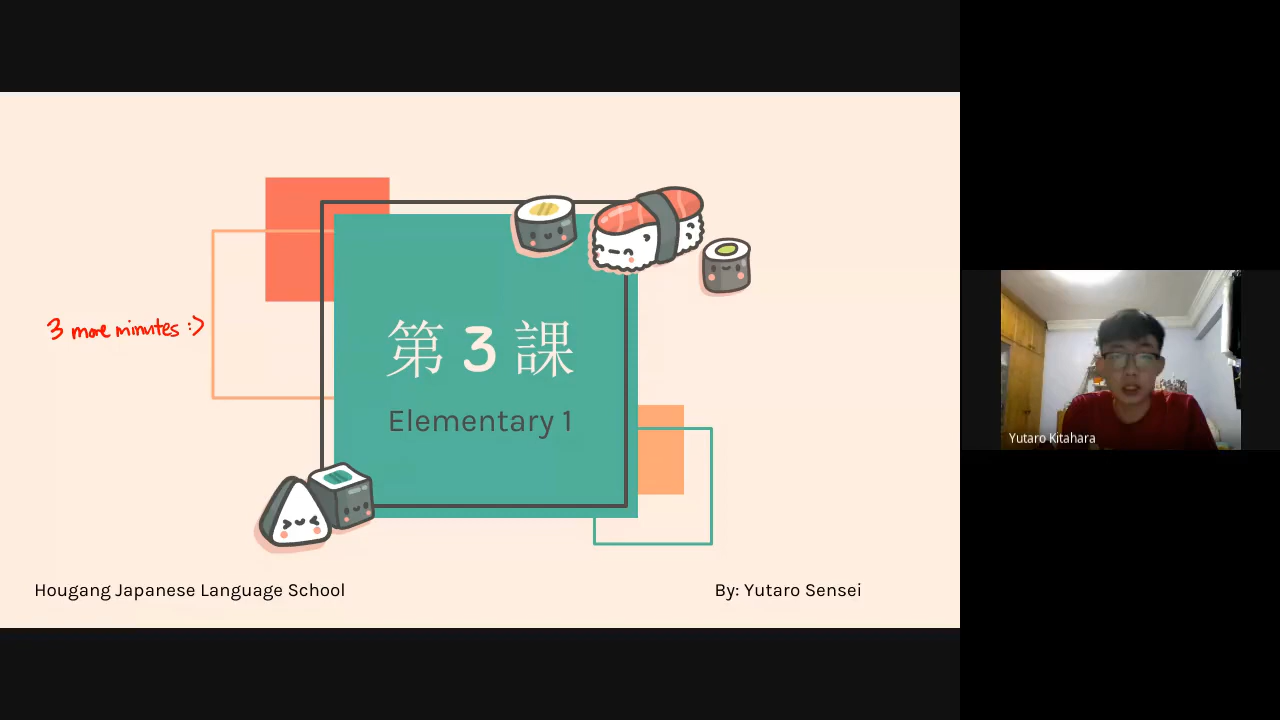 3 more minutes :)
第 3 課
Elementary 1
Hougang Japanese Language School
By: Yutaro Sensei
Yutaro Kitahara